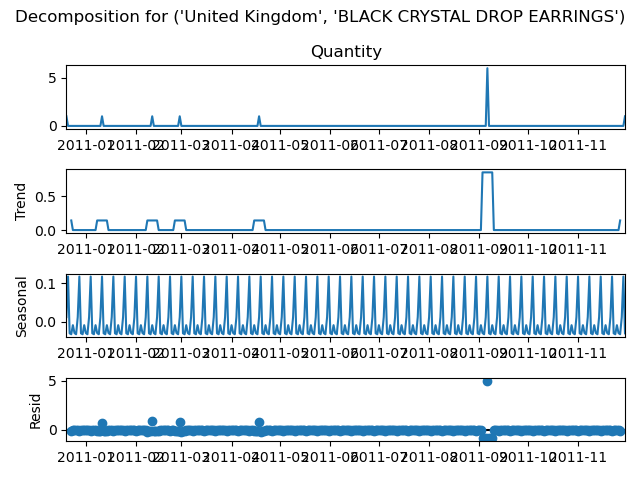 Decomposition for ('United Kingdom', 'BLACK CRYSTAL DROP EARRINGS')
Quantity
5
0
2011-01 2011-02 2011-03 2011-04 2011-05 2011-06 2011-07 2011-08 2011-09 2011-10 2011-11
Trend
0.5
0.0
2011-01 2011-02 2011-03 2011-04 2011-05 2011-06 2011-07 2011-08 2011-09 2011-10 2011-11
Seasonal
0.1
0.0
2011-01 2011-02 2011-03 2011-04 2011-05 2011-06 2011-07 2011-08 2011-09 2011-10 2011-11
Resid
5
0
2011-01 2011-02 2011-03 2011-04 2011-05 2011-06 2011-07 2011-08 2011-09 2011-10 2011-11